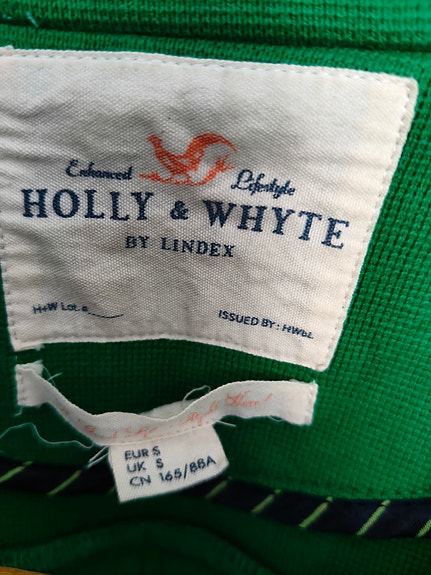 Enhanced Lifestyle
HOLLY & WHYTE
BY LINDEX
H+W Lot.#
ISSUED BY: HWbL
EUR S
UK S
CN 165/88A